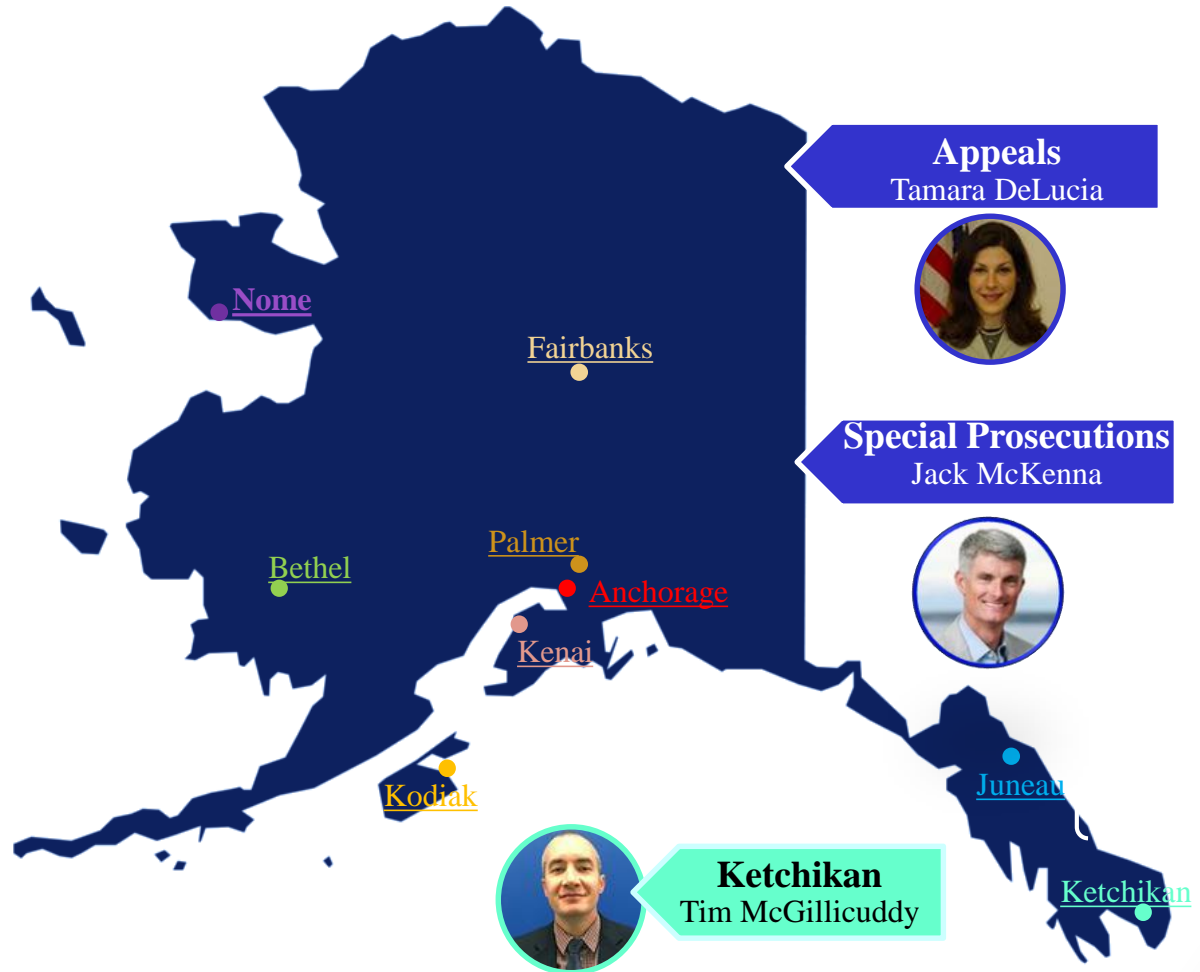 Appeals
Tamara DeLucia
Nome
Fairbanks
Special Prosecutions
Jack McKenna
Palmer
Bethel
Anchorage
Kenai
Juneau
Kodiak
Ketchikan
Tim McGillicuddy
Ketchikan